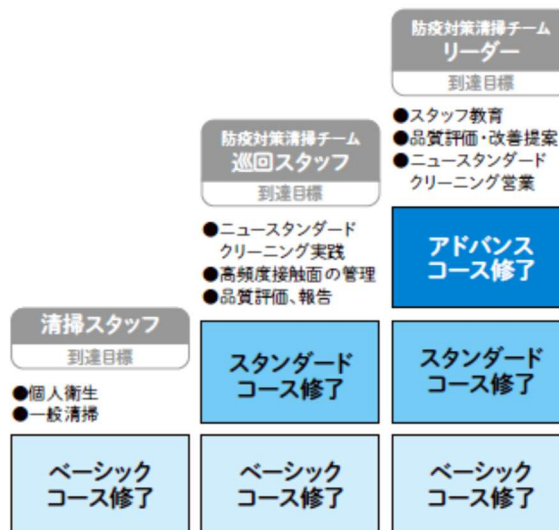 清掃スタッフ
到達目標
●個人衛生
●一般清掃
ベーシック
コース修了
防疫対策清掃チーム
巡回スタッフ
到達目標
●ニュースタンダード
クリーニング実践
●高頻度接触面の管理
●品質評価、報告
スタンダード
コース修了
ベーシック
コース修了
防疫対策清掃チーム
リーダー
到達目標
●スタッフ教育
●品質評価・改善提案
●ニュースタンダード
クリーニング営業
アドバンス
コース修了
スタンダード
コース修了
ベーシック
コース修了